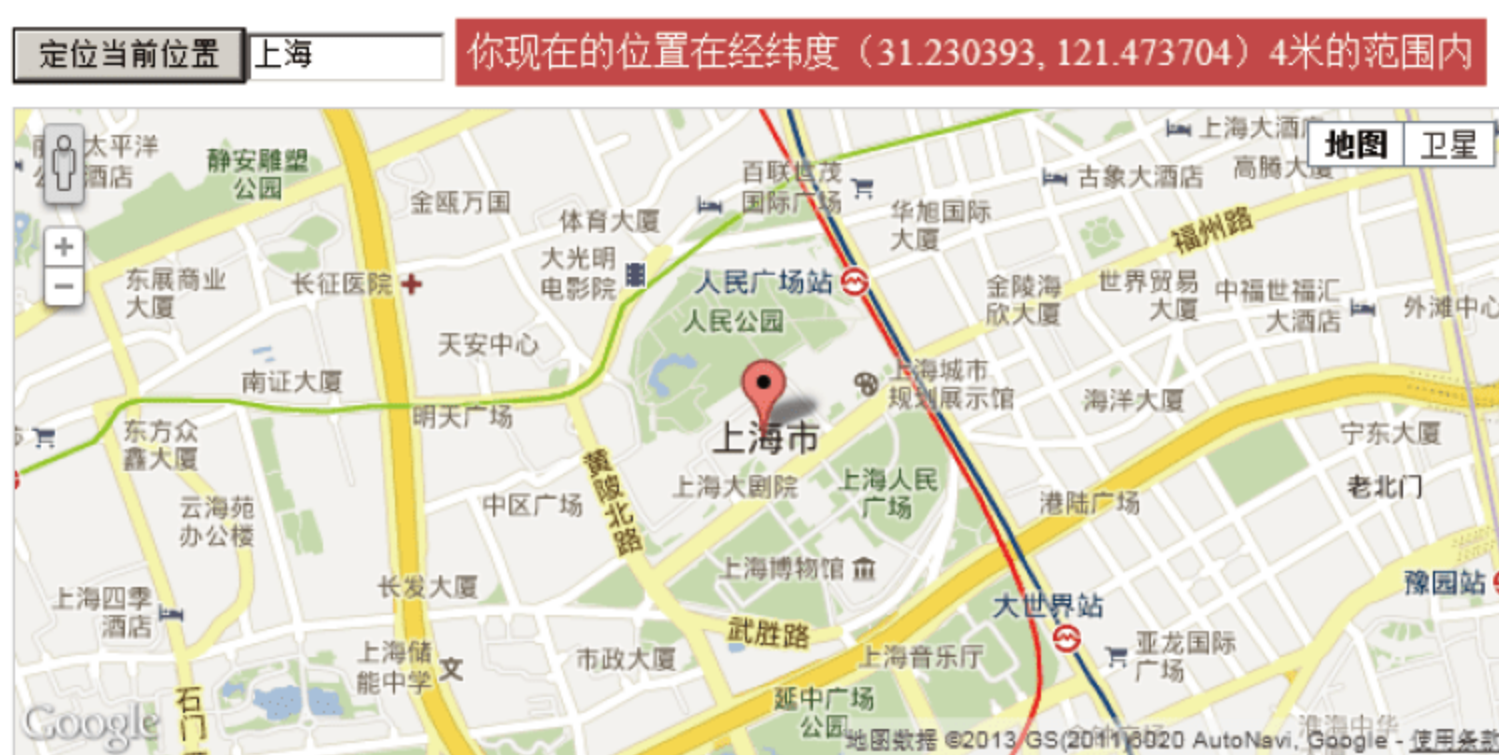 定位当前位置
上海
你现在的位置在经纬度（31.230393, 121.473704）4米的范围内
太平洋
酒店
静安雕塑
公园
金瓯万国
体育大厦
百联世茂
国际广场
华旭国际
大厦
上海大酒店
古象大酒店
高腾大厦
地图
卫星
福州路
东展商业
大厦
长征医院
大光明
电影院
人民广场站
人民公园
金陵海
欣大厦
世界贸易
大厦
中福世福汇
大酒店
外滩中心
天安中心
南证大厦
明天广场
上海城市
规划展示馆
海洋大厦
上海市
宁东大厦
东方众
鑫大厦
黄陂北路
上海大剧院
上海人民
广场
港陆广场
老北门
云海苑
办公楼
中区广场
长发大厦
上海博物馆
豫园站
上海四季
酒店
大世界站
武胜路
亚龙国际
广场
上海储
能中学
文
市政大厦
上海音乐厅
石门
延中广场
公园
淮海中华
Google
地图数据 ©2013 GS(2011)6020 AutoNavi, Google - 使用条款